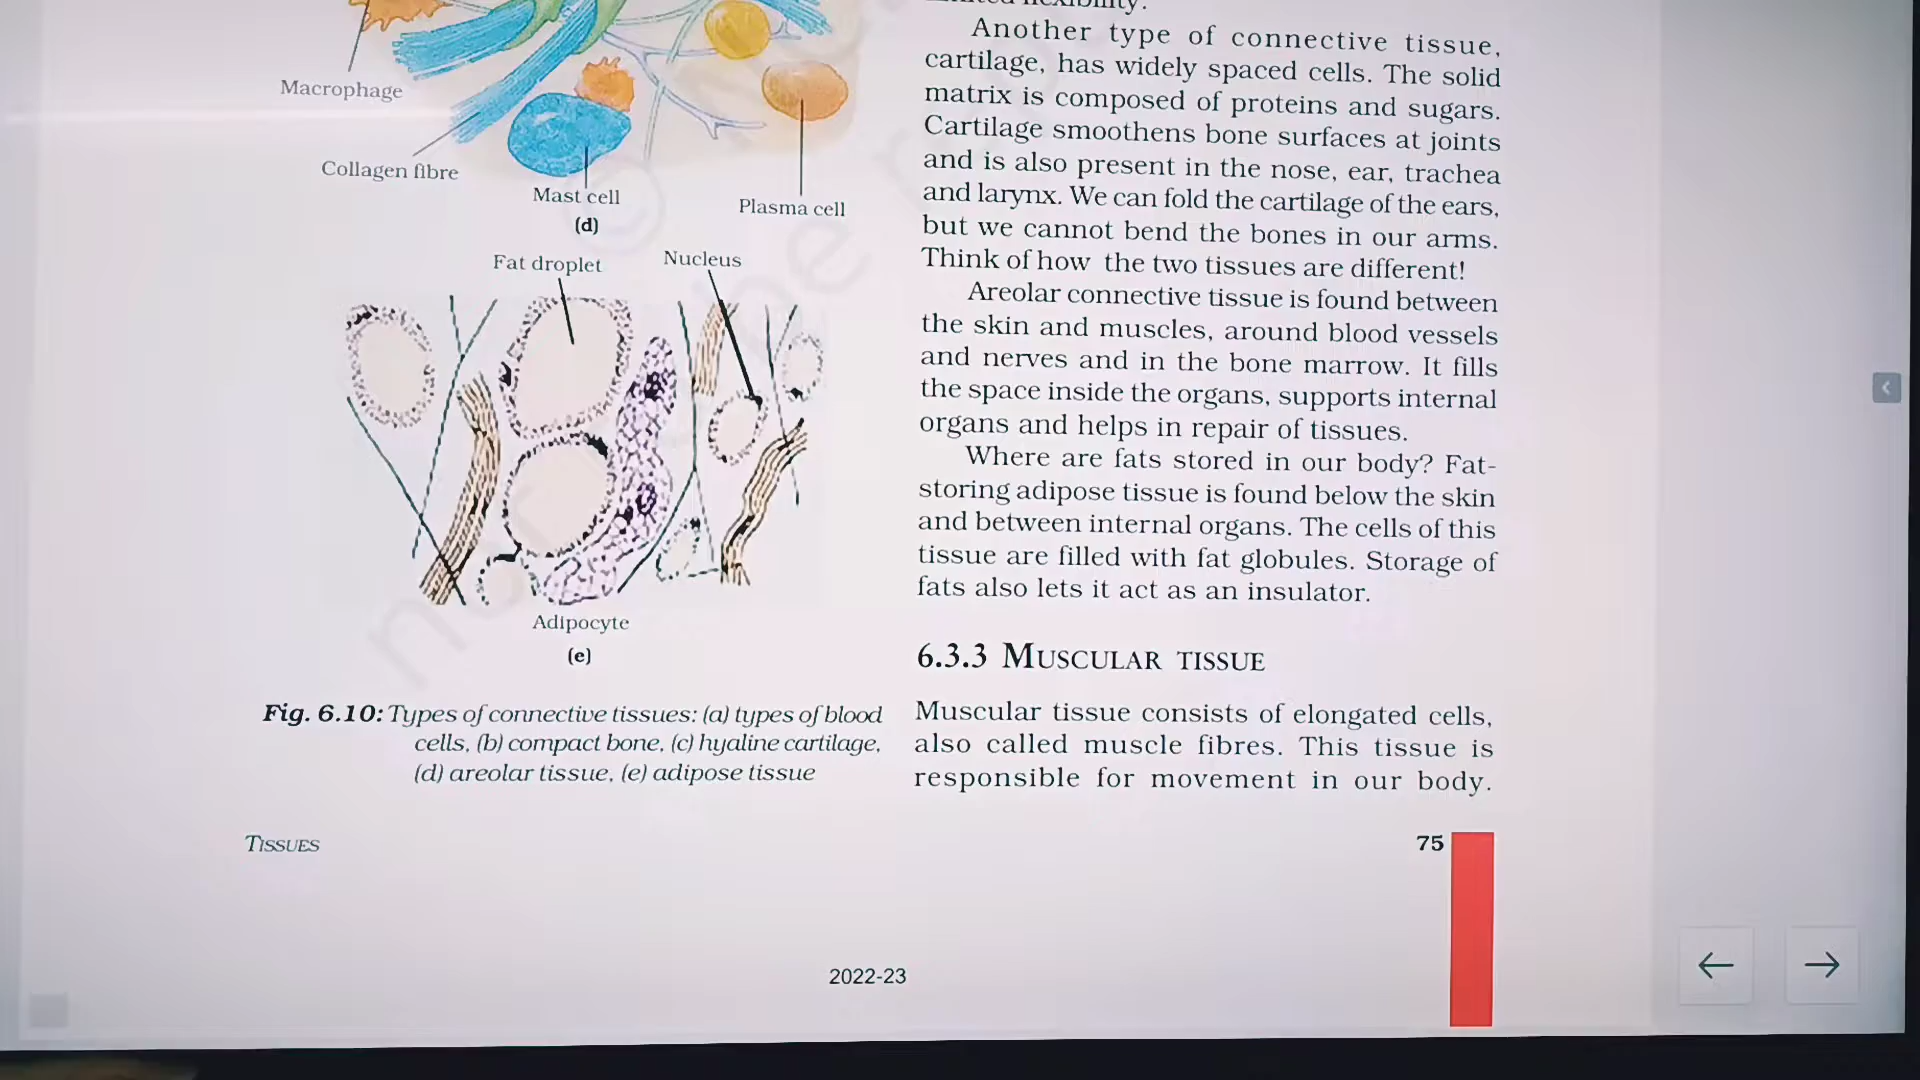 Macrophage
Collagen fibre
Mast cell
Plasma cell
(d)
Fat droplet
Nucleus
Adipocyte
(e)
Fig. 6.10: Types of connective tissues: (a) types of blood
cells, (b) compact bone, (c) hyaline cartilage,
(d) areolar tissue, (e) adipose tissue
Another type of connective tissue,
cartilage, has widely spaced cells. The solid
matrix is composed of proteins and sugars.
Cartilage smoothens bone surfaces at joints
and is also present in the nose, ear, trachea
and larynx. We can fold the cartilage of the ears,
but we cannot bend the bones in our arms.
Think of how the two tissues are different!
Areolar connective tissue is found between
the skin and muscles, around blood vessels
and nerves and in the bone marrow. It fills
the space inside the organs, supports internal
organs and helps in repair of tissues.
Where are fats stored in our body? Fat-
storing adipose tissue is found below the skin
and between internal organs. The cells of this
tissue are filled with fat globules. Storage of
fats also lets it act as an insulator.
6.3.3 MUSCULAR TISSUE
Muscular tissue consists of elongated cells,
also called muscle fibres. This tissue is
responsible for movement in our body.
TISSUES
75
2022-23